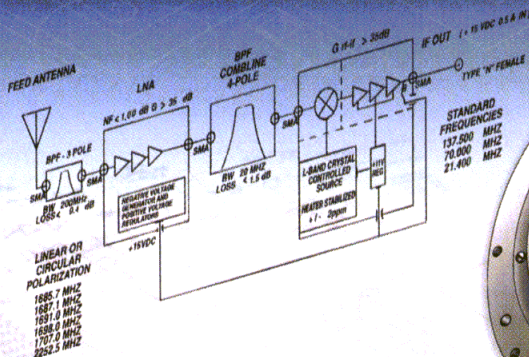 FEED ANTENNA
BPF - 3 POLE
SMA
BW 200MHZ
LOSS < 0.4 dB
LNA
NF < 1.00 dB G > 35 dB
SMA
SMA
NEGATIVE VOLTAGE
GENERATOR AND
POSITIVE VOLTAGE
REGULATORS
+15VDC
BPF
COMBLINE
4-POLE
SMA
BW 20 MHZ
LOSS < 1.5 dB
SMA
G rf-if > 35dB
L-BAND CRYSTAL
CONTROLLED
SOURCE
HEATER STABILIZED
+/- 2ppm
REG
SMA
IF OUT (+ 15 VDC 0.5 A IN)
TYPE "N" FEMALE
STANDARD
FREQUENCIES
137.500 MHZ
70.000 MHZ
21.400 MHZ
LINEAR OR
CIRCULAR
POLARIZATION
1685.7 MHZ
1687.1 MHZ
1691.0 MHZ
1698.0 MHZ
1707.0 MHZ
2252.5 MHZ